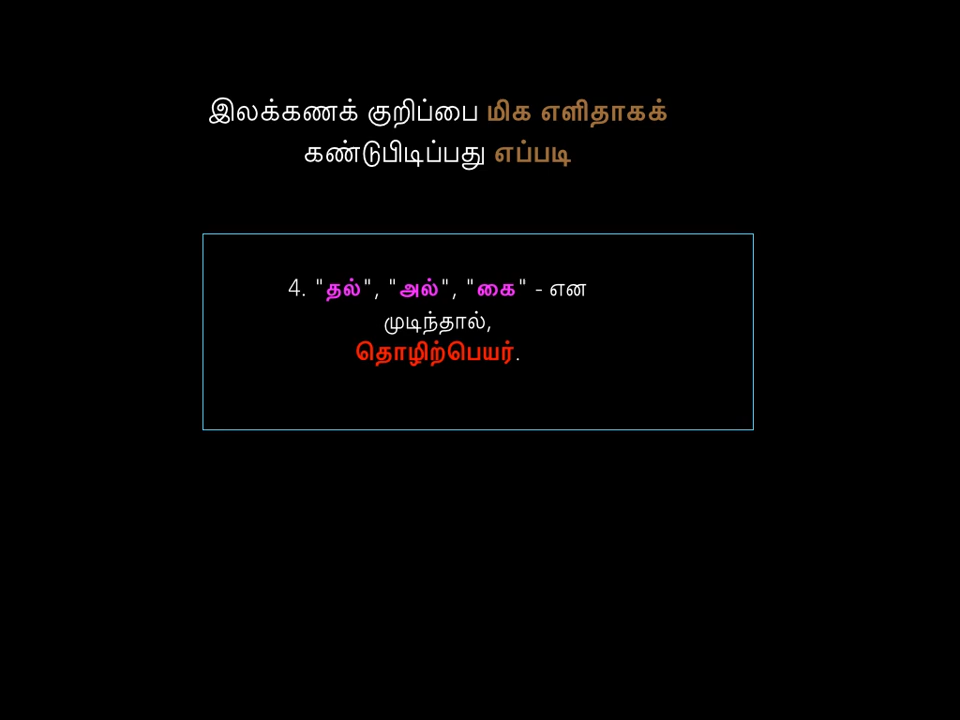 இலக்கணக் குறிப்பை மிக எளிதாகக்
கண்டுபிடிப்பது எப்படி
4. "தல்", "அல்", "கை" - என
முடிந்தால்,
தொழிற்பெயர்.